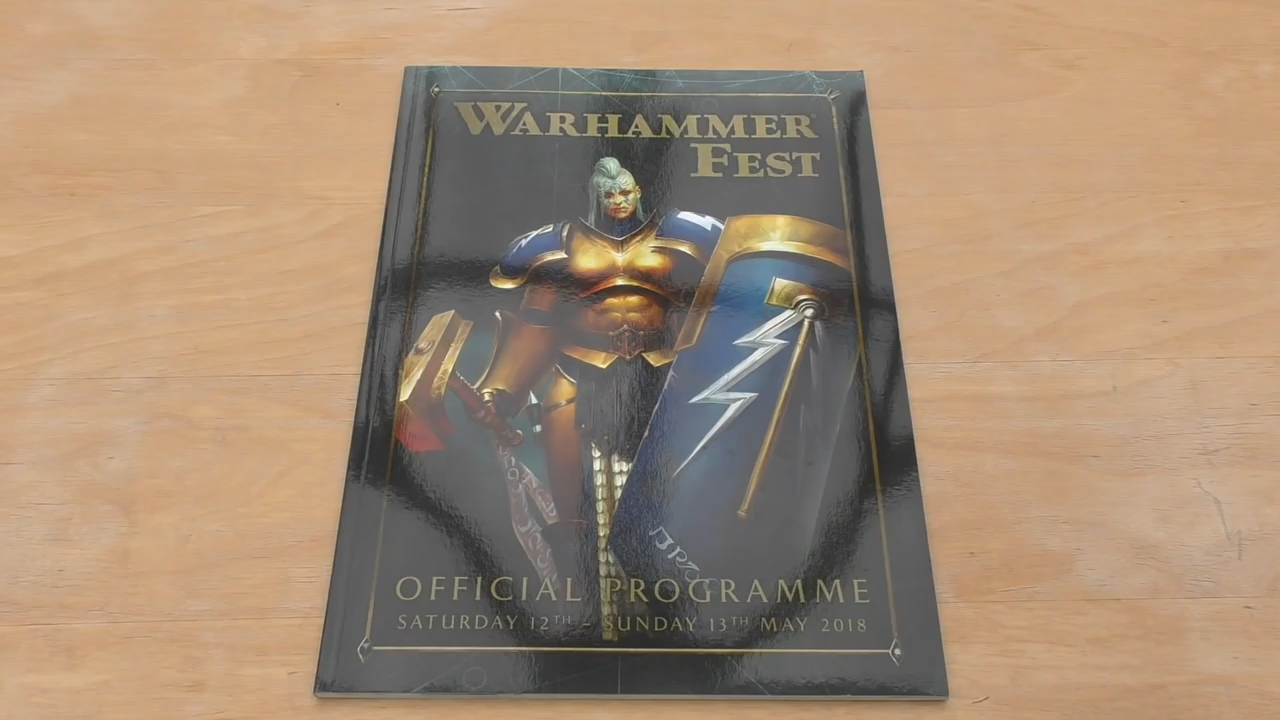 WARHAMMER
FEST
OFFICIAL PROGRAMME
SATURDAY 12TH – SUNDAY 13TH MAY 2018